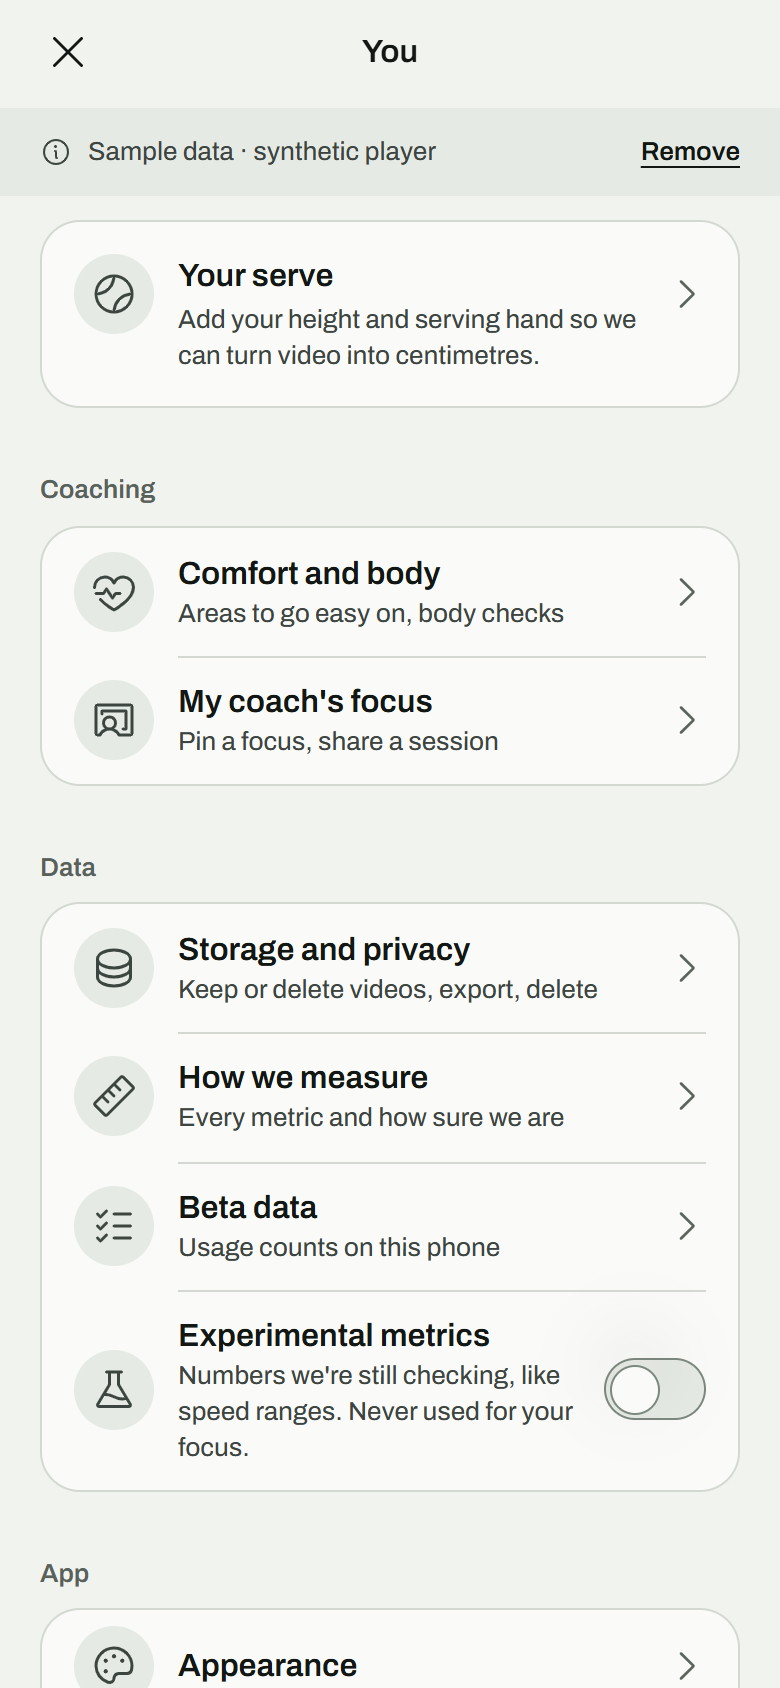 You
Sample data · synthetic player
Remove
Your serve
Add your height and serving hand so we
can turn video into centimetres.
Coaching
Comfort and body
Areas to go easy on, body checks
My coach's focus
Pin a focus, share a session
Data
Storage and privacy
Keep or delete videos, export, delete
How we measure
Every metric and how sure we are
Beta data
Usage counts on this phone
Experimental metrics
Numbers we're still checking, like
speed ranges. Never used for your
focus.
App
Appearance